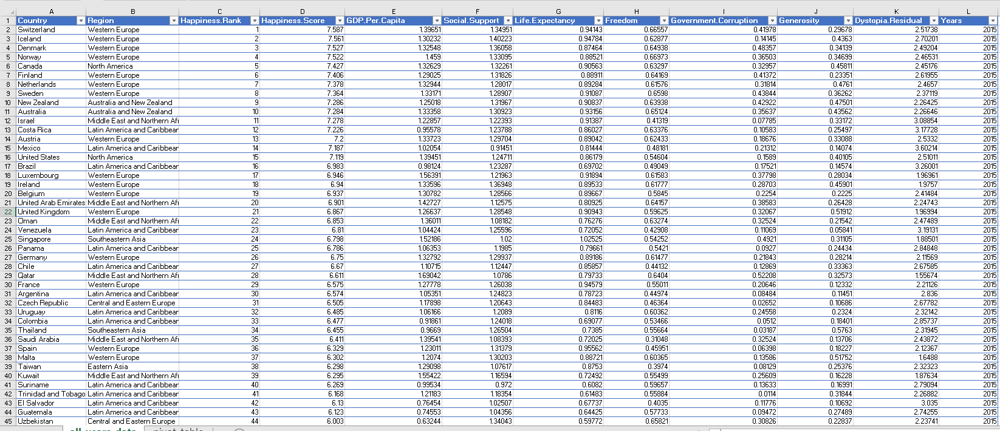 A B C D E F G H I J K L
1 Country Region Happiness.Rank Happiness.Score GDP.Per.Capita Social.Support Life.Expectancy Freedom Government.Corruption Generosity Dystopia.Residual Years
2 Switzerland Western Europe 1 7.587 1.39651 1.34951 0.94143 0.66557 0.41978 0.29678 2.51738 2015
3 Iceland Western Europe 2 7.561 1.30232 1.40223 0.94784 0.62877 0.14145 0.4363 2.70201 2015
4 Denmark Western Europe 3 7.527 1.32548 1.36058 0.87464 0.64938 0.48357 0.34139 2.49204 2015
5 Norway Western Europe 4 7.522 1.459 1.33095 0.88521 0.66973 0.36503 0.34699 2.46531 2015
6 Canada North America 5 7.427 1.32629 1.32261 0.90563 0.63297 0.32957 0.45811 2.45176 2015
7 Finland Western Europe 6 7.406 1.29025 1.31826 0.88911 0.64169 0.41372 0.23351 2.61955 2015
8 Netherlands Western Europe 7 7.378 1.32944 1.28017 0.89284 0.61576 0.31814 0.4761 2.4657 2015
9 Sweden Western Europe 8 7.364 1.33171 1.28907 0.91087 0.6598 0.43844 0.36262 2.37119 2015
10 New Zealand Australia and New Zealand 9 7.286 1.25018 1.31967 0.90837 0.63938 0.42922 0.47501 2.26425 2015
11 Australia Australia and New Zealand 10 7.284 1.33358 1.30923 0.93156 0.65124 0.35637 0.43562 2.26646 2015
12 Israel Middle East and Northern Afr 11 7.278 1.22857 1.22393 0.91387 0.41319 0.07785 0.33172 3.08854 2015
13 Costa Rica Latin America and Caribbear 12 7.226 0.95578 1.23788 0.86027 0.63376 0.10583 0.25497 3.17728 2015
14 Austria Western Europe 13 7.2 1.33723 1.29704 0.89042 0.62433 0.18676 0.33088 2.5332 2015
15 Mexico Latin America and Caribbear 14 7.187 1.02054 0.91451 0.81444 0.48181 0.21312 0.14074 3.60214 2015
16 United States North America 15 7.119 1.39451 1.24711 0.86179 0.54604 0.1589 0.40105 2.51011 2015
17 Brazil Latin America and Caribbear 16 6.983 0.98124 1.23287 0.69702 0.49049 0.17521 0.14574 3.26001 2015
18 Luxembourg Western Europe 17 6.946 1.56391 1.21963 0.91894 0.61583 0.37798 0.28034 1.96961 2015
19 Ireland Western Europe 18 6.94 1.33596 1.36948 0.89533 0.61777 0.28703 0.45901 1.9757 2015
20 Belgium Western Europe 19 6.937 1.30782 1.28566 0.89667 0.5845 0.2254 0.2225 2.41484 2015
21 United Arab Emirates Middle East and Northern Afr 20 6.901 1.42727 1.12575 0.80925 0.64157 0.38583 0.26428 2.24743 2015
22 United Kingdom Western Europe 21 6.867 1.26637 1.28548 0.90943 0.59625 0.32067 0.51912 1.96994 2015
23 Oman Middle East and Northern Afr 22 6.853 1.36011 1.08182 0.76276 0.63274 0.32524 0.21542 2.47489 2015
24 Venezuela Latin America and Caribbear 23 6.81 1.04424 1.25596 0.72052 0.42908 0.11069 0.05841 3.19131 2015
25 Singapore Southeastern Asia 24 6.798 1.52186 1.02 1.02525 0.54252 0.4921 0.31105 1.88501 2015
26 Panama Latin America and Caribbear 25 6.786 1.06353 1.1985 0.79661 0.5421 0.0927 0.24434 2.84848 2015
27 Germany Western Europe 26 6.75 1.32792 1.29937 0.89186 0.61477 0.21843 0.28214 2.11569 2015
28 Chile Latin America and Caribbear 27 6.67 1.10715 1.12447 0.85857 0.44132 0.12869 0.33363 2.67585 2015
29 Qatar Middle East and Northern Afr 28 6.611 1.69042 1.0786 0.79733 0.6404 0.52208 0.32573 1.55674 2015
30 France Western Europe 29 6.575 1.27778 1.26038 0.94579 0.55011 0.20646 0.12332 2.21126 2015
31 Argentina Latin America and Caribbear 30 6.574 1.05351 1.24823 0.78723 0.44974 0.08484 0.11451 2.836 2015
32 Czech Republic Central and Eastern Europe 31 6.505 1.17898 1.20643 0.84483 0.46364 0.02652 0.10686 2.67782 2015
33 Uruguay Latin America and Caribbear 32 6.485 1.06166 1.2089 0.8116 0.60362 0.24558 0.2324 2.32142 2015
34 Colombia Latin America and Caribbear 33 6.477 0.91861 1.24018 0.69077 0.53466 0.0512 0.18401 2.85737 2015
35 Thailand Southeastern Asia 34 6.455 0.9669 1.26504 0.7385 0.55664 0.03187 0.5763 2.31945 2015
36 Saudi Arabia Middle East and Northern Afr 35 6.411 1.39541 1.08393 0.72025 0.31048 0.32524 0.13706 2.43872 2015
37 Spain Western Europe 36 6.329 1.23011 1.31379 0.95562 0.45951 0.06398 0.18227 2.12367 2015
38 Malta Western Europe 37 6.302 1.2074 1.30203 0.88721 0.60365 0.13586 0.51752 1.6488 2015
39 Taiwan Eastern Asia 38 6.298 1.29098 1.07617 0.8753 0.3974 0.08129 0.25376 2.32323 2015
40 Kuwait Middle East and Northern Afr 39 6.295 1.55422 1.16594 0.72492 0.55499 0.25609 0.16228 1.87634 2015
41 Suriname Latin America and Caribbear 40 6.269 0.99534 0.972 0.6082 0.59657 0.13633 0.16991 2.79094 2015
42 Trinidad and Tobago Latin America and Caribbear 41 6.168 1.21183 1.18354 0.61483 0.55884 0.0114 0.31844 2.26882 2015
43 El Salvador Latin America and Caribbear 42 6.13 0.76454 1.02507 0.67737 0.4035 0.11776 0.10692 3.035 2015
44 Guatemala Latin America and Caribbear 43 6.123 0.74553 1.04356 0.64425 0.57733 0.09472 0.27489 2.74255 2015
45 Uzbekistan Central and Eastern Europe 44 6.003 0.63244 1.34043 0.59772 0.65821 0.30826 0.22837 2.23741 2015